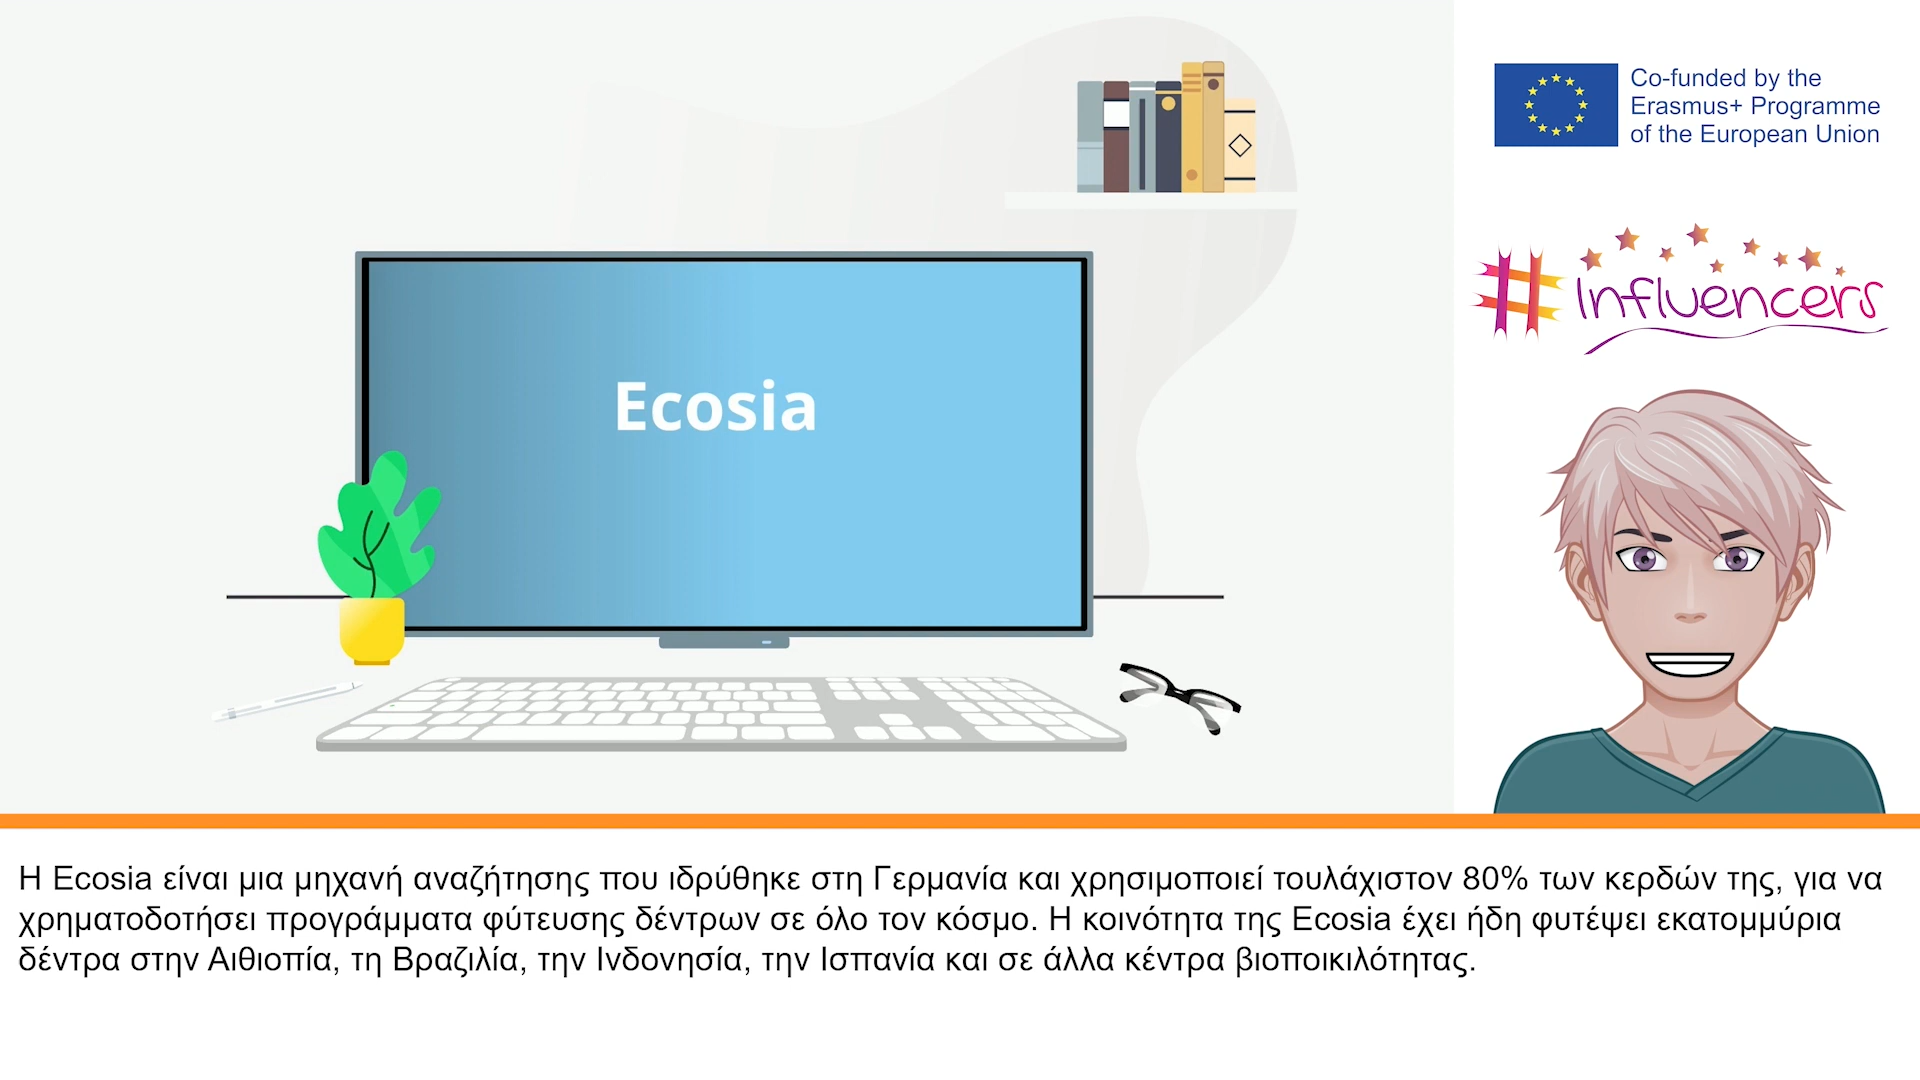 Ecosia
Co-funded by the
Erasmus+ Programme
of the European Union
#Influencers
Η Ecosia είναι μια μηχανή αναζήτησης που ιδρύθηκε στη Γερμανία και χρησιμοποιεί τουλάχιστον 80% των κερδών της, για να
χρηματοδοτήσει προγράμματα φύτευσης δέντρων σε όλο τον κόσμο. Η κοινότητα της Ecosia έχει ήδη φυτέψει εκατομμύρια
δέντρα στην Αιθιοπία, τη Βραζιλία, την Ινδονησία, την Ισπανία και σε άλλα κέντρα βιοποικιλότητας.